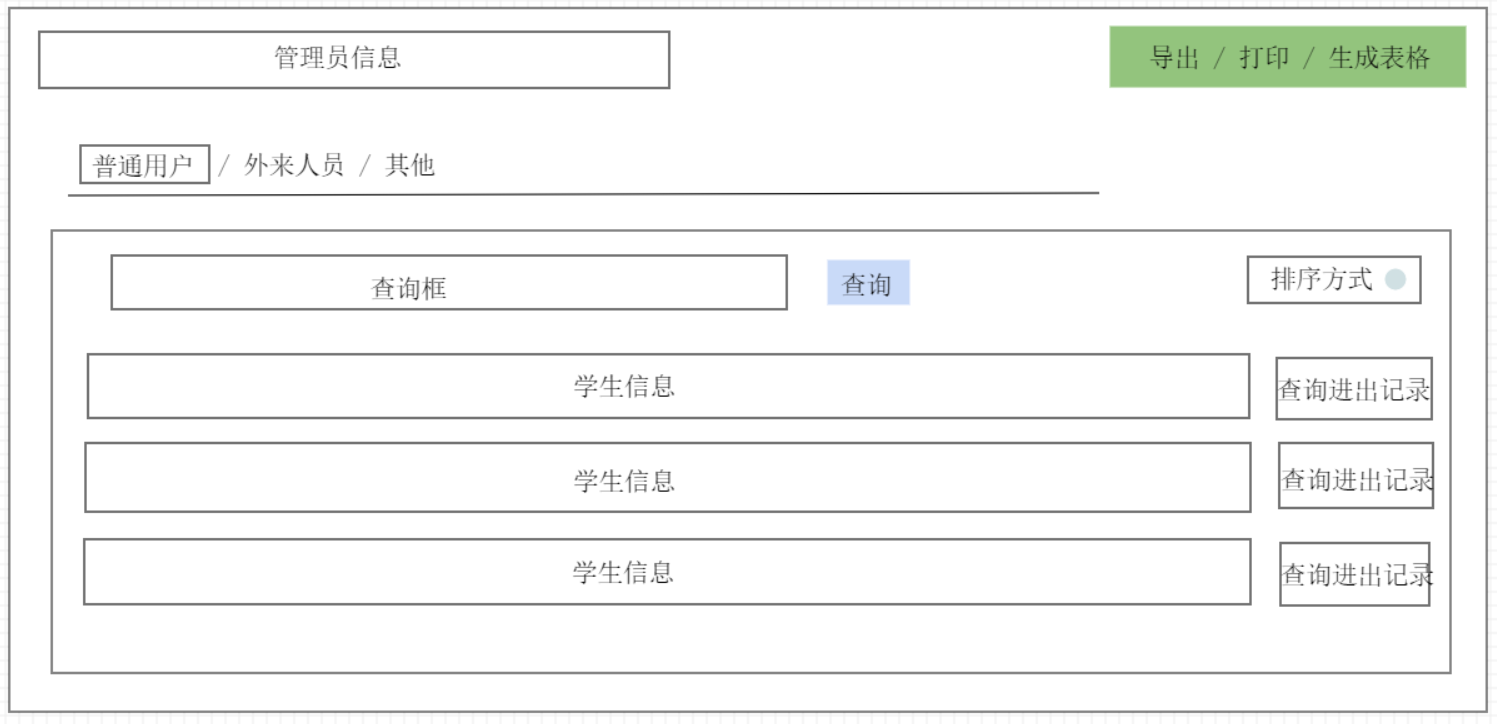 管理员信息
导出 / 打印 / 生成表格
普通用户 / 外来人员 / 其他
查询框
查询
排序方式
学生信息
查询进出记录
学生信息
查询进出记录
学生信息
查询进出记录